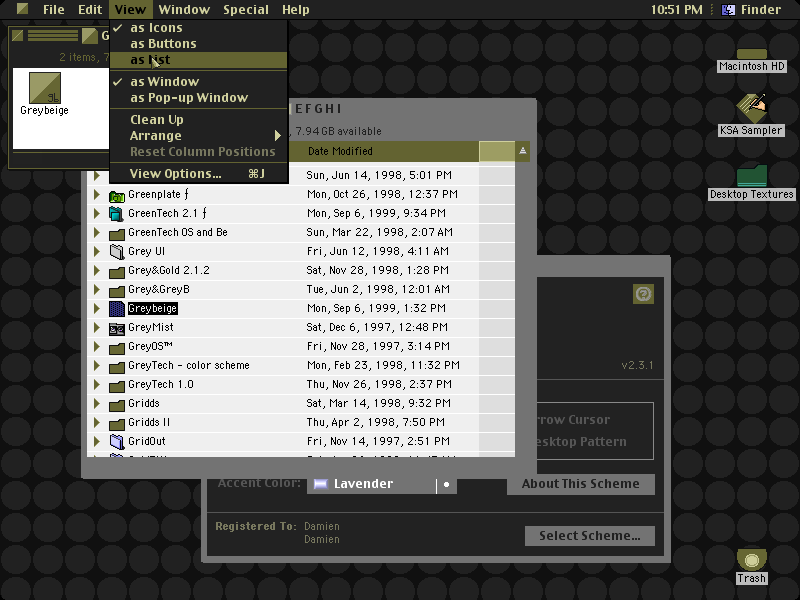 File Edit View Window Special Help 10:51 PM Finder
as Icons
as Buttons
as List
as Window
as Pop-up Window
Clean Up
Arrange
Reset Column Positions
View Options... ⌘J
G
2 items, 7
Greybeige
E F G H I
, 7.94 GB available
Date Modified
Sun, Jun 14, 1998, 5:01 PM
Greenplate ƒ Mon, Oct 26, 1998, 12:37 PM
GreenTech 2.1 ƒ Mon, Sep 6, 1999, 9:34 PM
GreenTech OS and Be Sun, Mar 22, 1998, 2:07 AM
Grey UI Fri, Jun 12, 1998, 4:11 AM
Grey&Gold 2.1.2 Sat, Nov 28, 1998, 1:28 PM
Grey&GreyB Tue, Jun 2, 1998, 12:01 AM
Greybeige Mon, Sep 6, 1999, 1:32 PM
GreyMist Sat, Dec 6, 1997, 12:48 PM
GreyOS™ Fri, Nov 28, 1997, 3:14 PM
GreyTech - color scheme Mon, Feb 23, 1998, 11:32 PM
GreyTech 1.0 Thu, Nov 26, 1998, 2:37 PM
Gridds Sat, Mar 14, 1998, 9:32 PM
Gridds II Thu, Apr 2, 1998, 7:50 PM
GridOut Fri, Nov 14, 1997, 2:51 PM
v2.3.1
rrow Cursor
esktop Pattern
Accent Color: Lavender
About This Scheme
Registered To: Damien
Damien
Select Scheme...
Macintosh HD
KSA Sampler
Desktop Textures
Trash